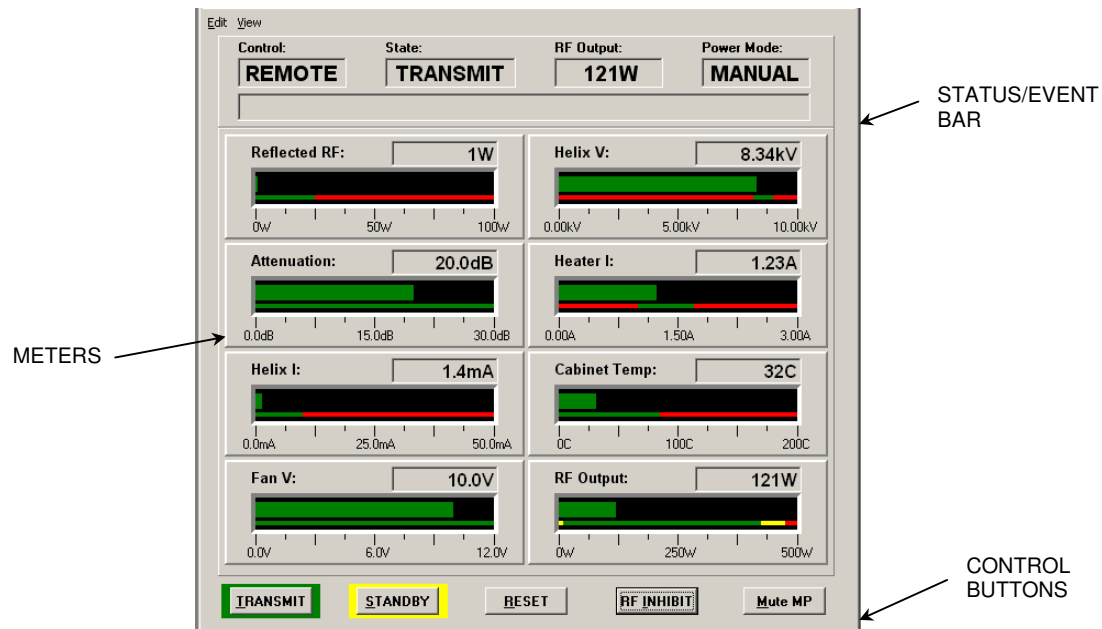 Edit View
Control: State: RF Output: Power Mode:
REMOTE TRANSMIT 121W MANUAL
STATUS/EVENT
BAR
Reflected RF: 1W
0W 50W 100W
Helix V: 8.34kV
0.00kV 5.00kV 10.00kV
Attenuation: 20.0dB
0.0dB 15.0dB 30.0dB
Heater I: 1.23A
0.00A 1.50A 3.00A
METERS
Helix I: 1.4mA
0.0mA 25.0mA 50.0mA
Cabinet Temp: 32C
0C 100C 200C
Fan V: 10.0V
0.0V 6.0V 12.0V
RF Output: 121W
0W 250W 500W
CONTROL
BUTTONS
TRANSMIT STANDBY RESET RF INHIBIT Mute MP